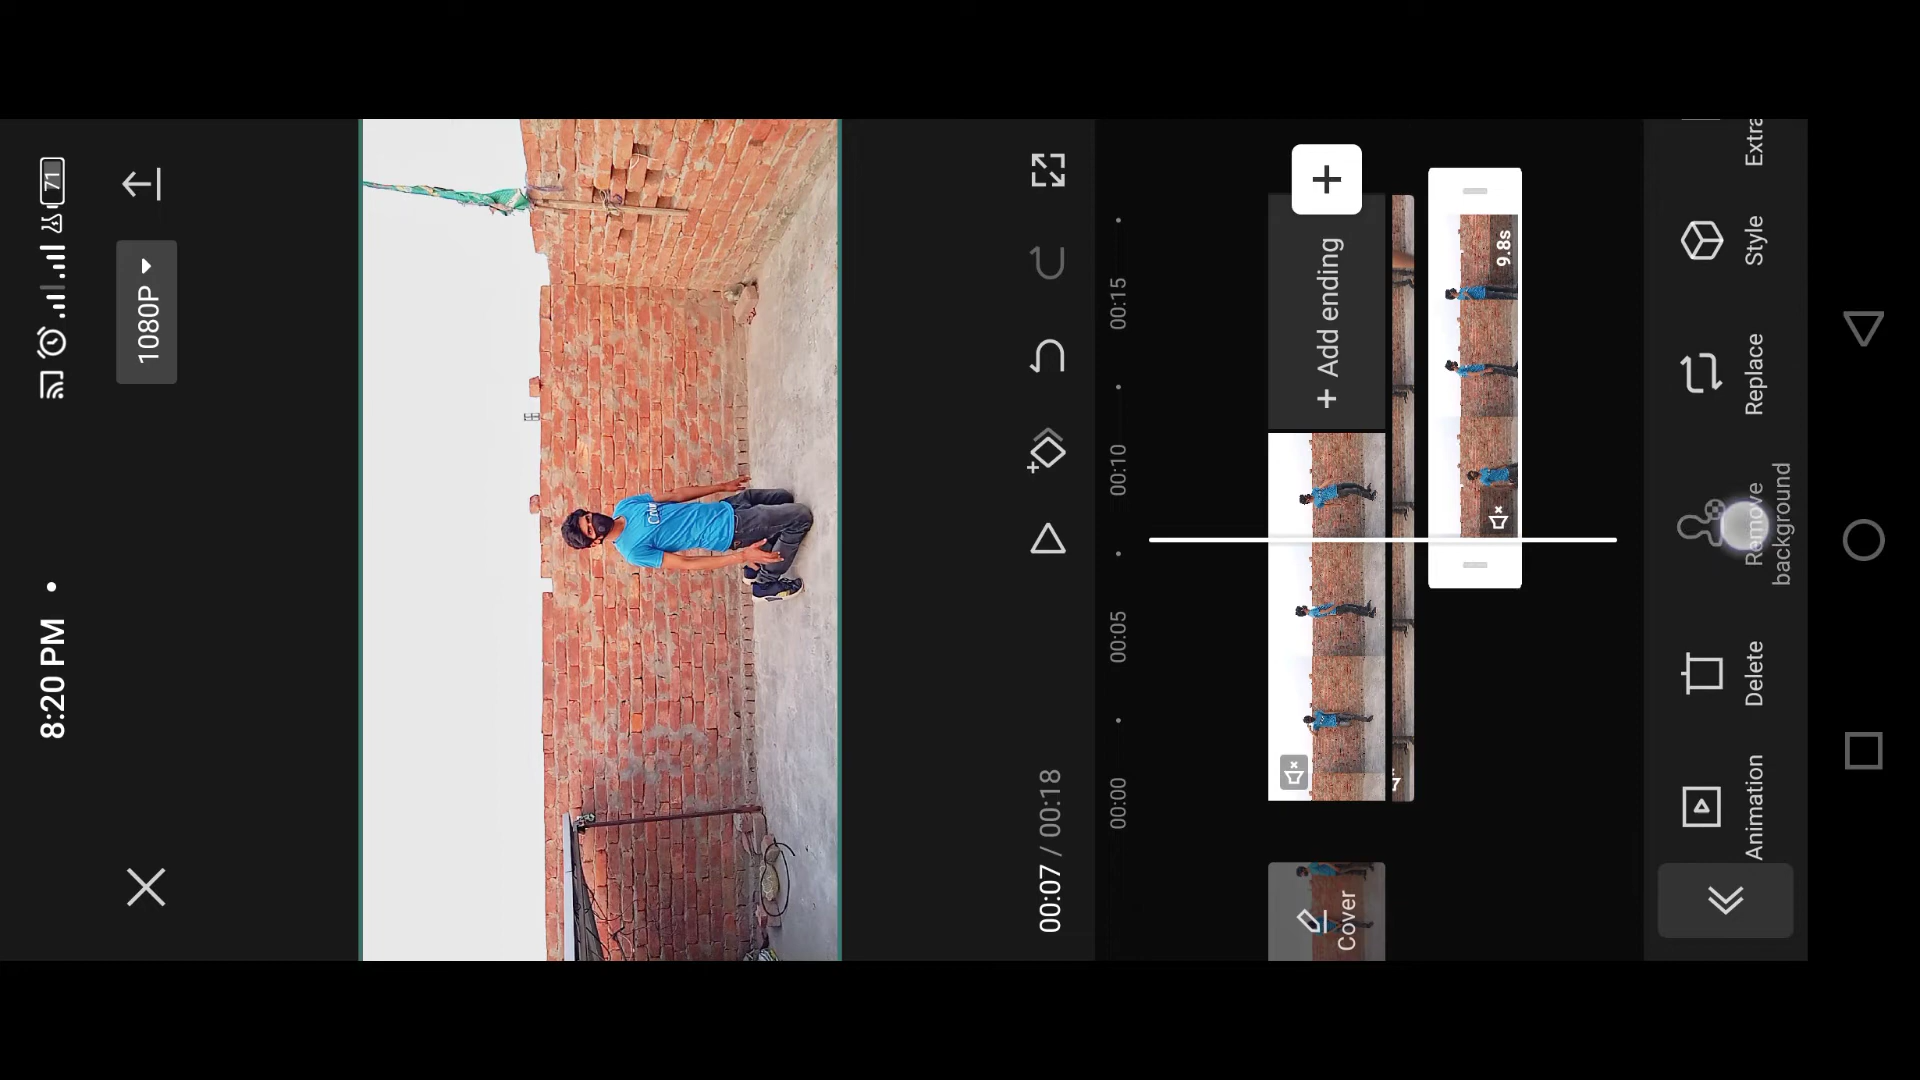 8:20 PM
71
1080P
00:07 / 00:18
00:00
00:05
00:10
00:15
Cover
+ Add ending
9.8s
Animation
Delete
Remove
background
Replace
Style
Extra